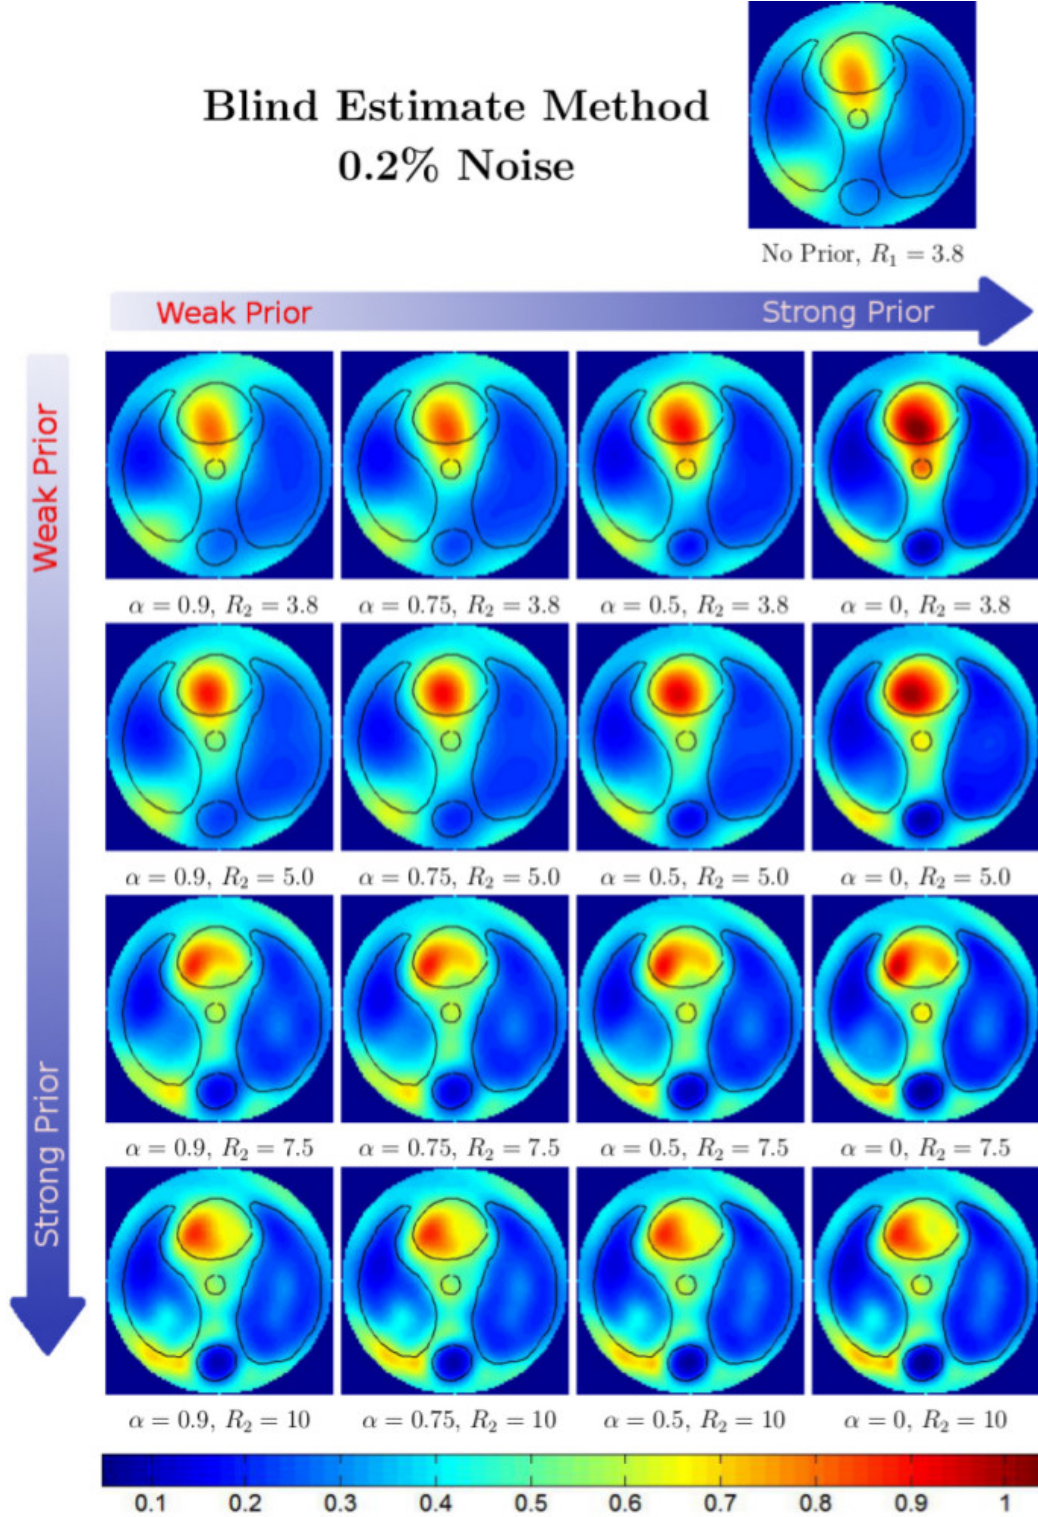 Blind Estimate Method
0.2% Noise
No Prior, R₁ = 3.8
Weak Prior
Strong Prior
Weak Prior
Strong Prior
α = 0.9, R₂ = 3.8
α = 0.75, R₂ = 3.8
α = 0.5, R₂ = 3.8
α = 0, R₂ = 3.8
α = 0.9, R₂ = 5.0
α = 0.75, R₂ = 5.0
α = 0.5, R₂ = 5.0
α = 0, R₂ = 5.0
α = 0.9, R₂ = 7.5
α = 0.75, R₂ = 7.5
α = 0.5, R₂ = 7.5
α = 0, R₂ = 7.5
α = 0.9, R₂ = 10
α = 0.75, R₂ = 10
α = 0.5, R₂ = 10
α = 0, R₂ = 10
0.1 0.2 0.3 0.4 0.5 0.6 0.7 0.8 0.9 1